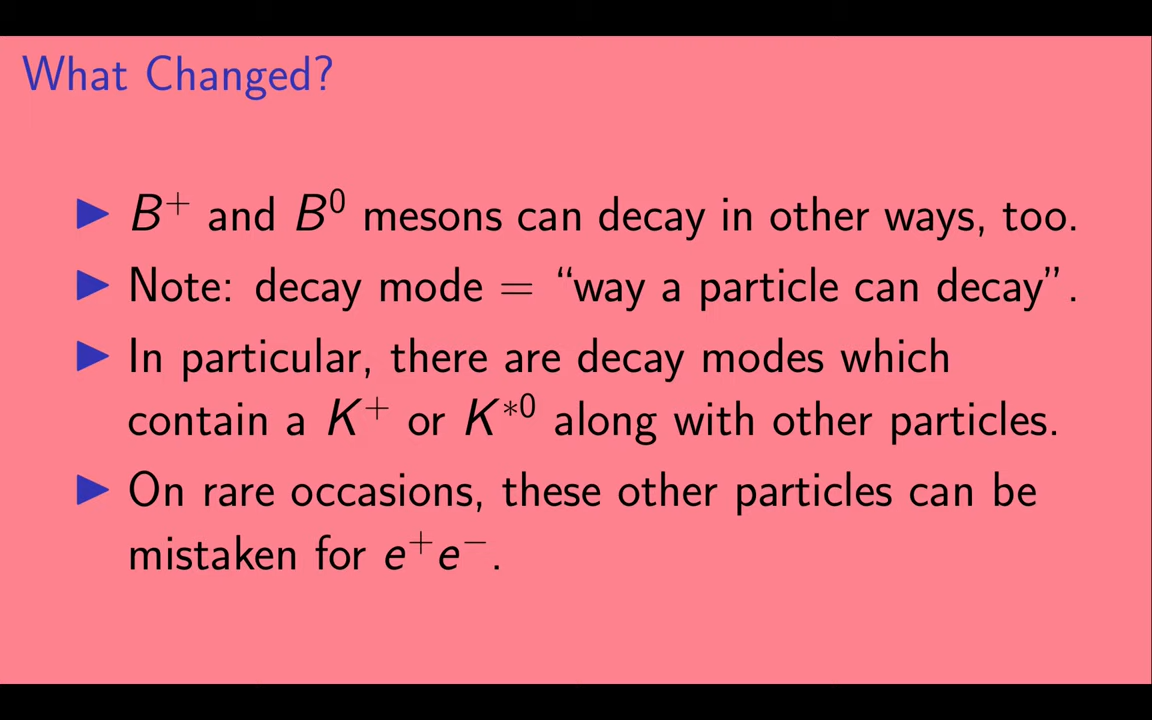 What Changed?
▶ B⁺ and B⁰ mesons can decay in other ways, too.
▶ Note: decay mode = “way a particle can decay”.
▶ In particular, there are decay modes which
contain a K⁺ or K*⁰ along with other particles.
▶ On rare occasions, these other particles can be
mistaken for e⁺e⁻.